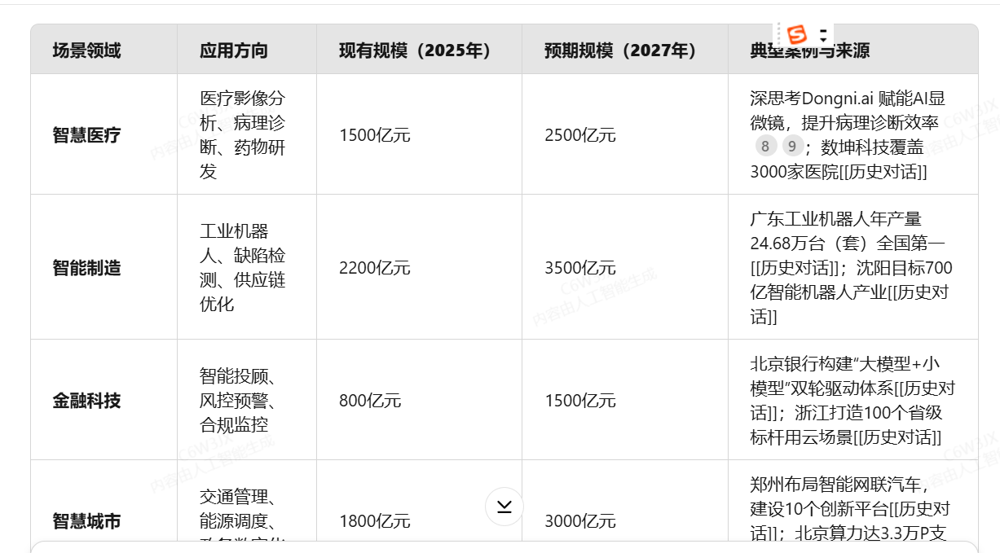 场景领域
应用方向
现有规模（2025年）
预期规模（2027年）
典型案例与来源
智慧医疗
医疗影像分
析、病理诊
断、药物研
发
1500亿元
2500亿元
深思考Dongni.ai 赋能AI显
微镜，提升病理诊断效率
8 9 ；数坤科技覆盖
3000家医院[[历史对话]]
智能制造
工业机器
人、缺陷检
测、供应链
优化
2200亿元
3500亿元
广东工业机器人年产量
24.68万台（套）全国第一
[[历史对话]]；沈阳目标700
亿智能机器人产业[[历史对
话]]
金融科技
智能投顾、
风控预警、
合规监控
800亿元
1500亿元
北京银行构建“大模型+小
模型”双轮驱动体系[[历史对
话]]；浙江打造100个省级
标杆用云场景[[历史对话]]
智慧城市
交通管理、
能源调度、
1800亿元
3000亿元
郑州布局智能网联汽车，
建设10个创新平台[[历史对
话]]；北京算力达3.3万P支
C6W3JX
内容由人工智能生成